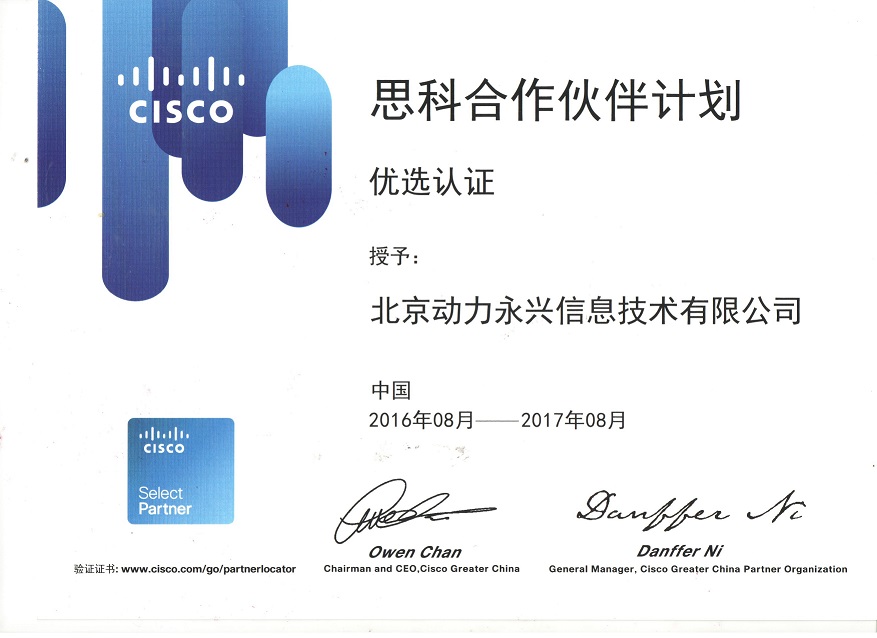 CISCO
思科合作伙伴计划
优选认证
授予:
北京动力永兴信息技术有限公司
中国
2016年08月——2017年08月
CISCO
Select
Partner
Owen Chan
Chairman and CEO,Cisco Greater China
Danffer Ni
Danffer Ni
General Manager, Cisco Greater China Partner Organization
验证证书: www.cisco.com/go/partnerlocator